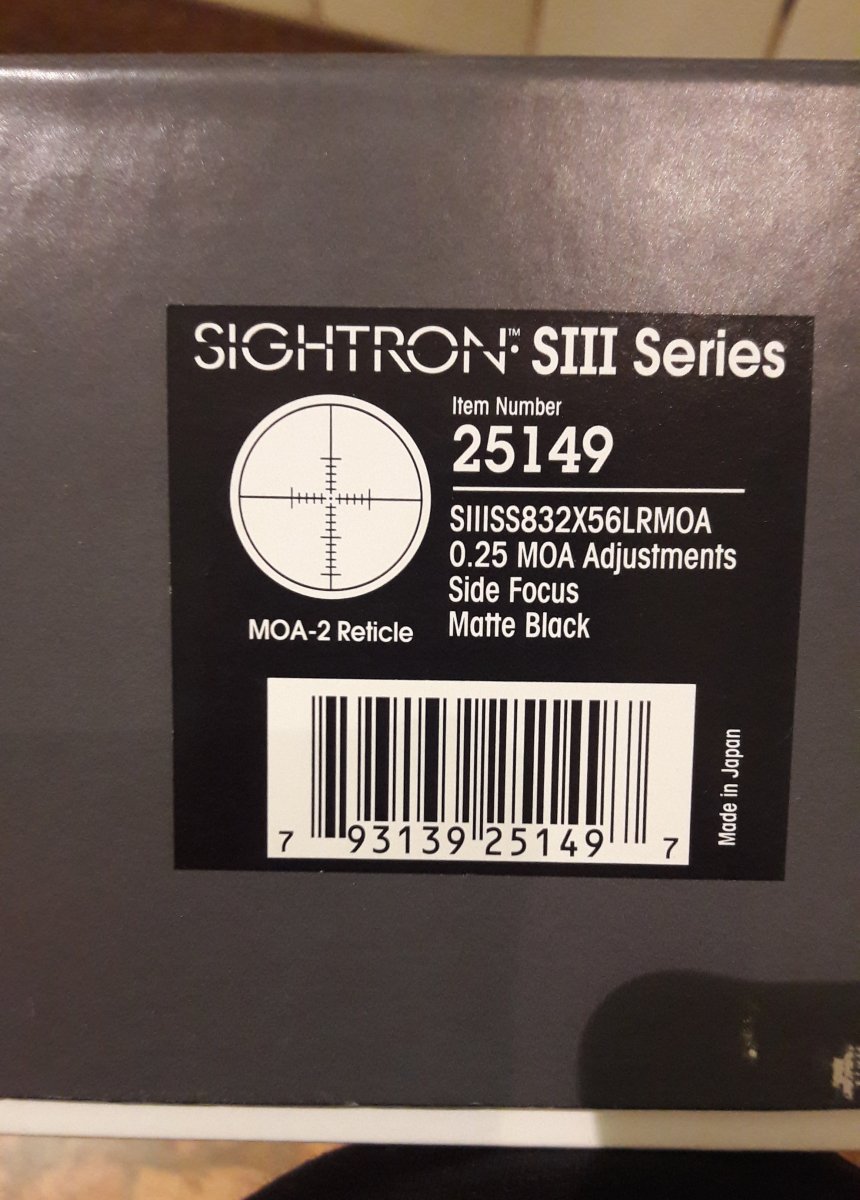 SIGHTRON™ SIII Series
Item Number
25149
SIIISS832X56LRMOA
0.25 MOA Adjustments
Side Focus
Matte Black
MOA-2 Reticle
Made in Japan
7 93139 25149 7